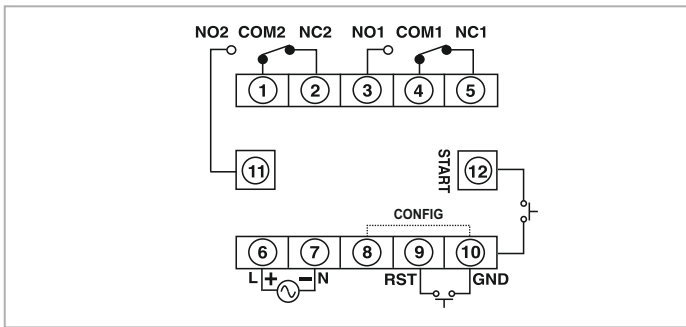 NO2 COM2 NC2 NO1 COM1 NC1
1 2 3 4 5
11 START 12
CONFIG
6 7 8 9 10
L + − N RST GND